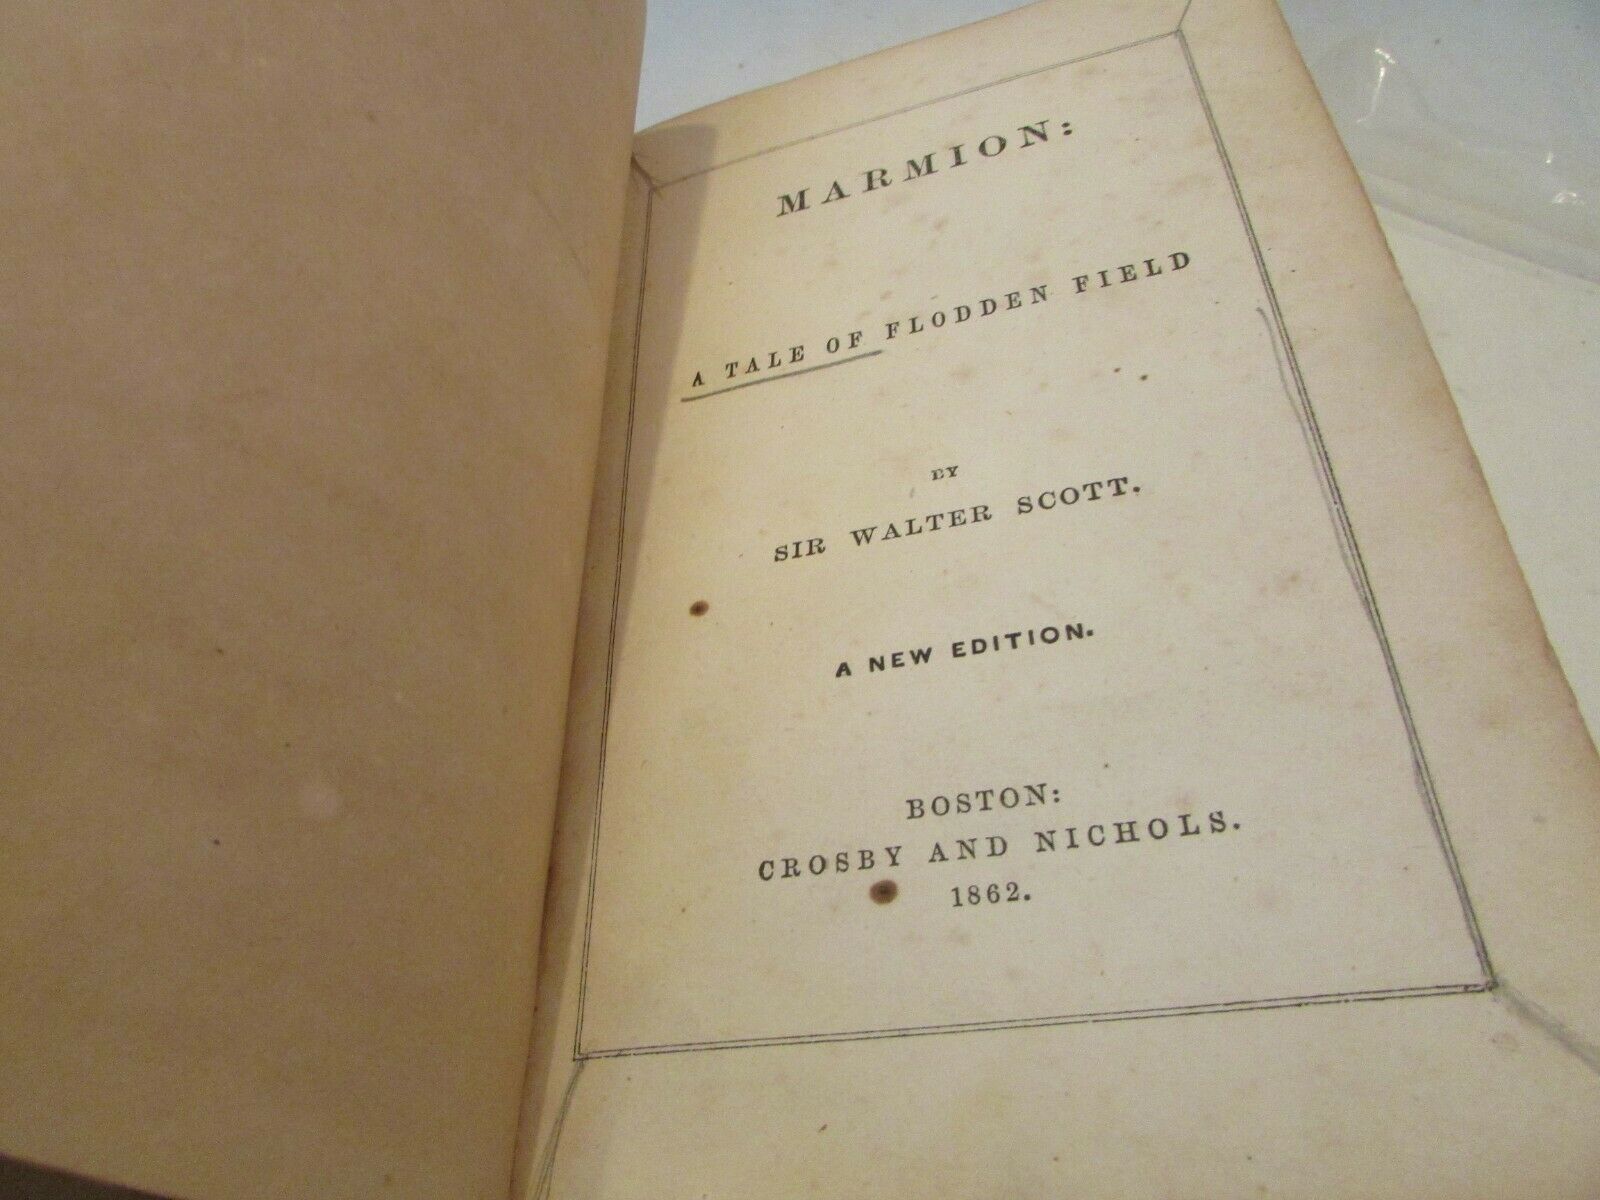 MARMION:
A TALE OF FLODDEN FIELD
BY
SIR WALTER SCOTT.
A NEW EDITION.
BOSTON:
CROSBY AND NICHOLS.
1862.